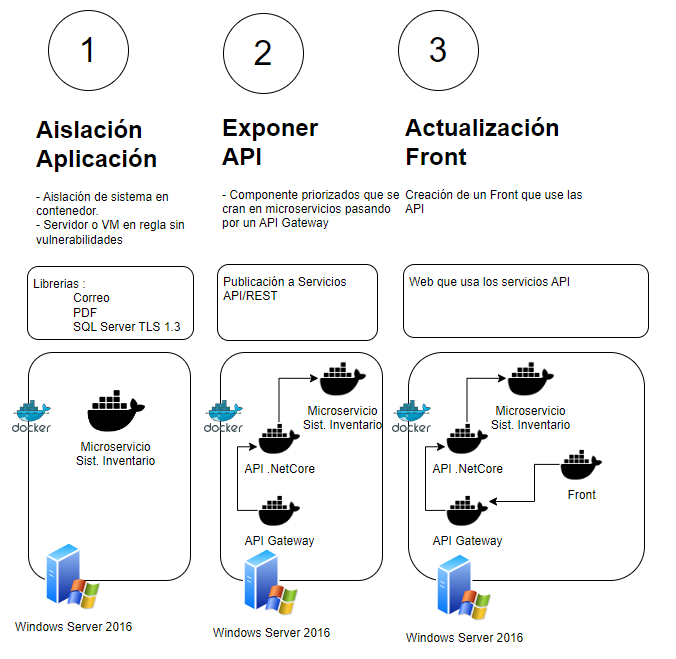 1
Aislación
Aplicación
- Aislación de sistema en
contenedor.
- Servidor o VM en regla sin
vulnerabilidades
Librerias :
Correo
PDF
SQL Server TLS 1.3
docker
Microservicio
Sist. Inventario
Windows Server 2016
2
Exponer
API
- Componente priorizados que se
cran en microservicios pasando
por un API Gateway
Publicación a Servicios
API/REST
Microservicio
Sist. Inventario
docker
API .NetCore
API Gateway
Windows Server 2016
3
Actualización
Front
Creación de un Front que use las
API
Web que usa los servicios API
Microservicio
Sist. Inventario
docker
API .NetCore
Front
API Gateway
Windows Server 2016